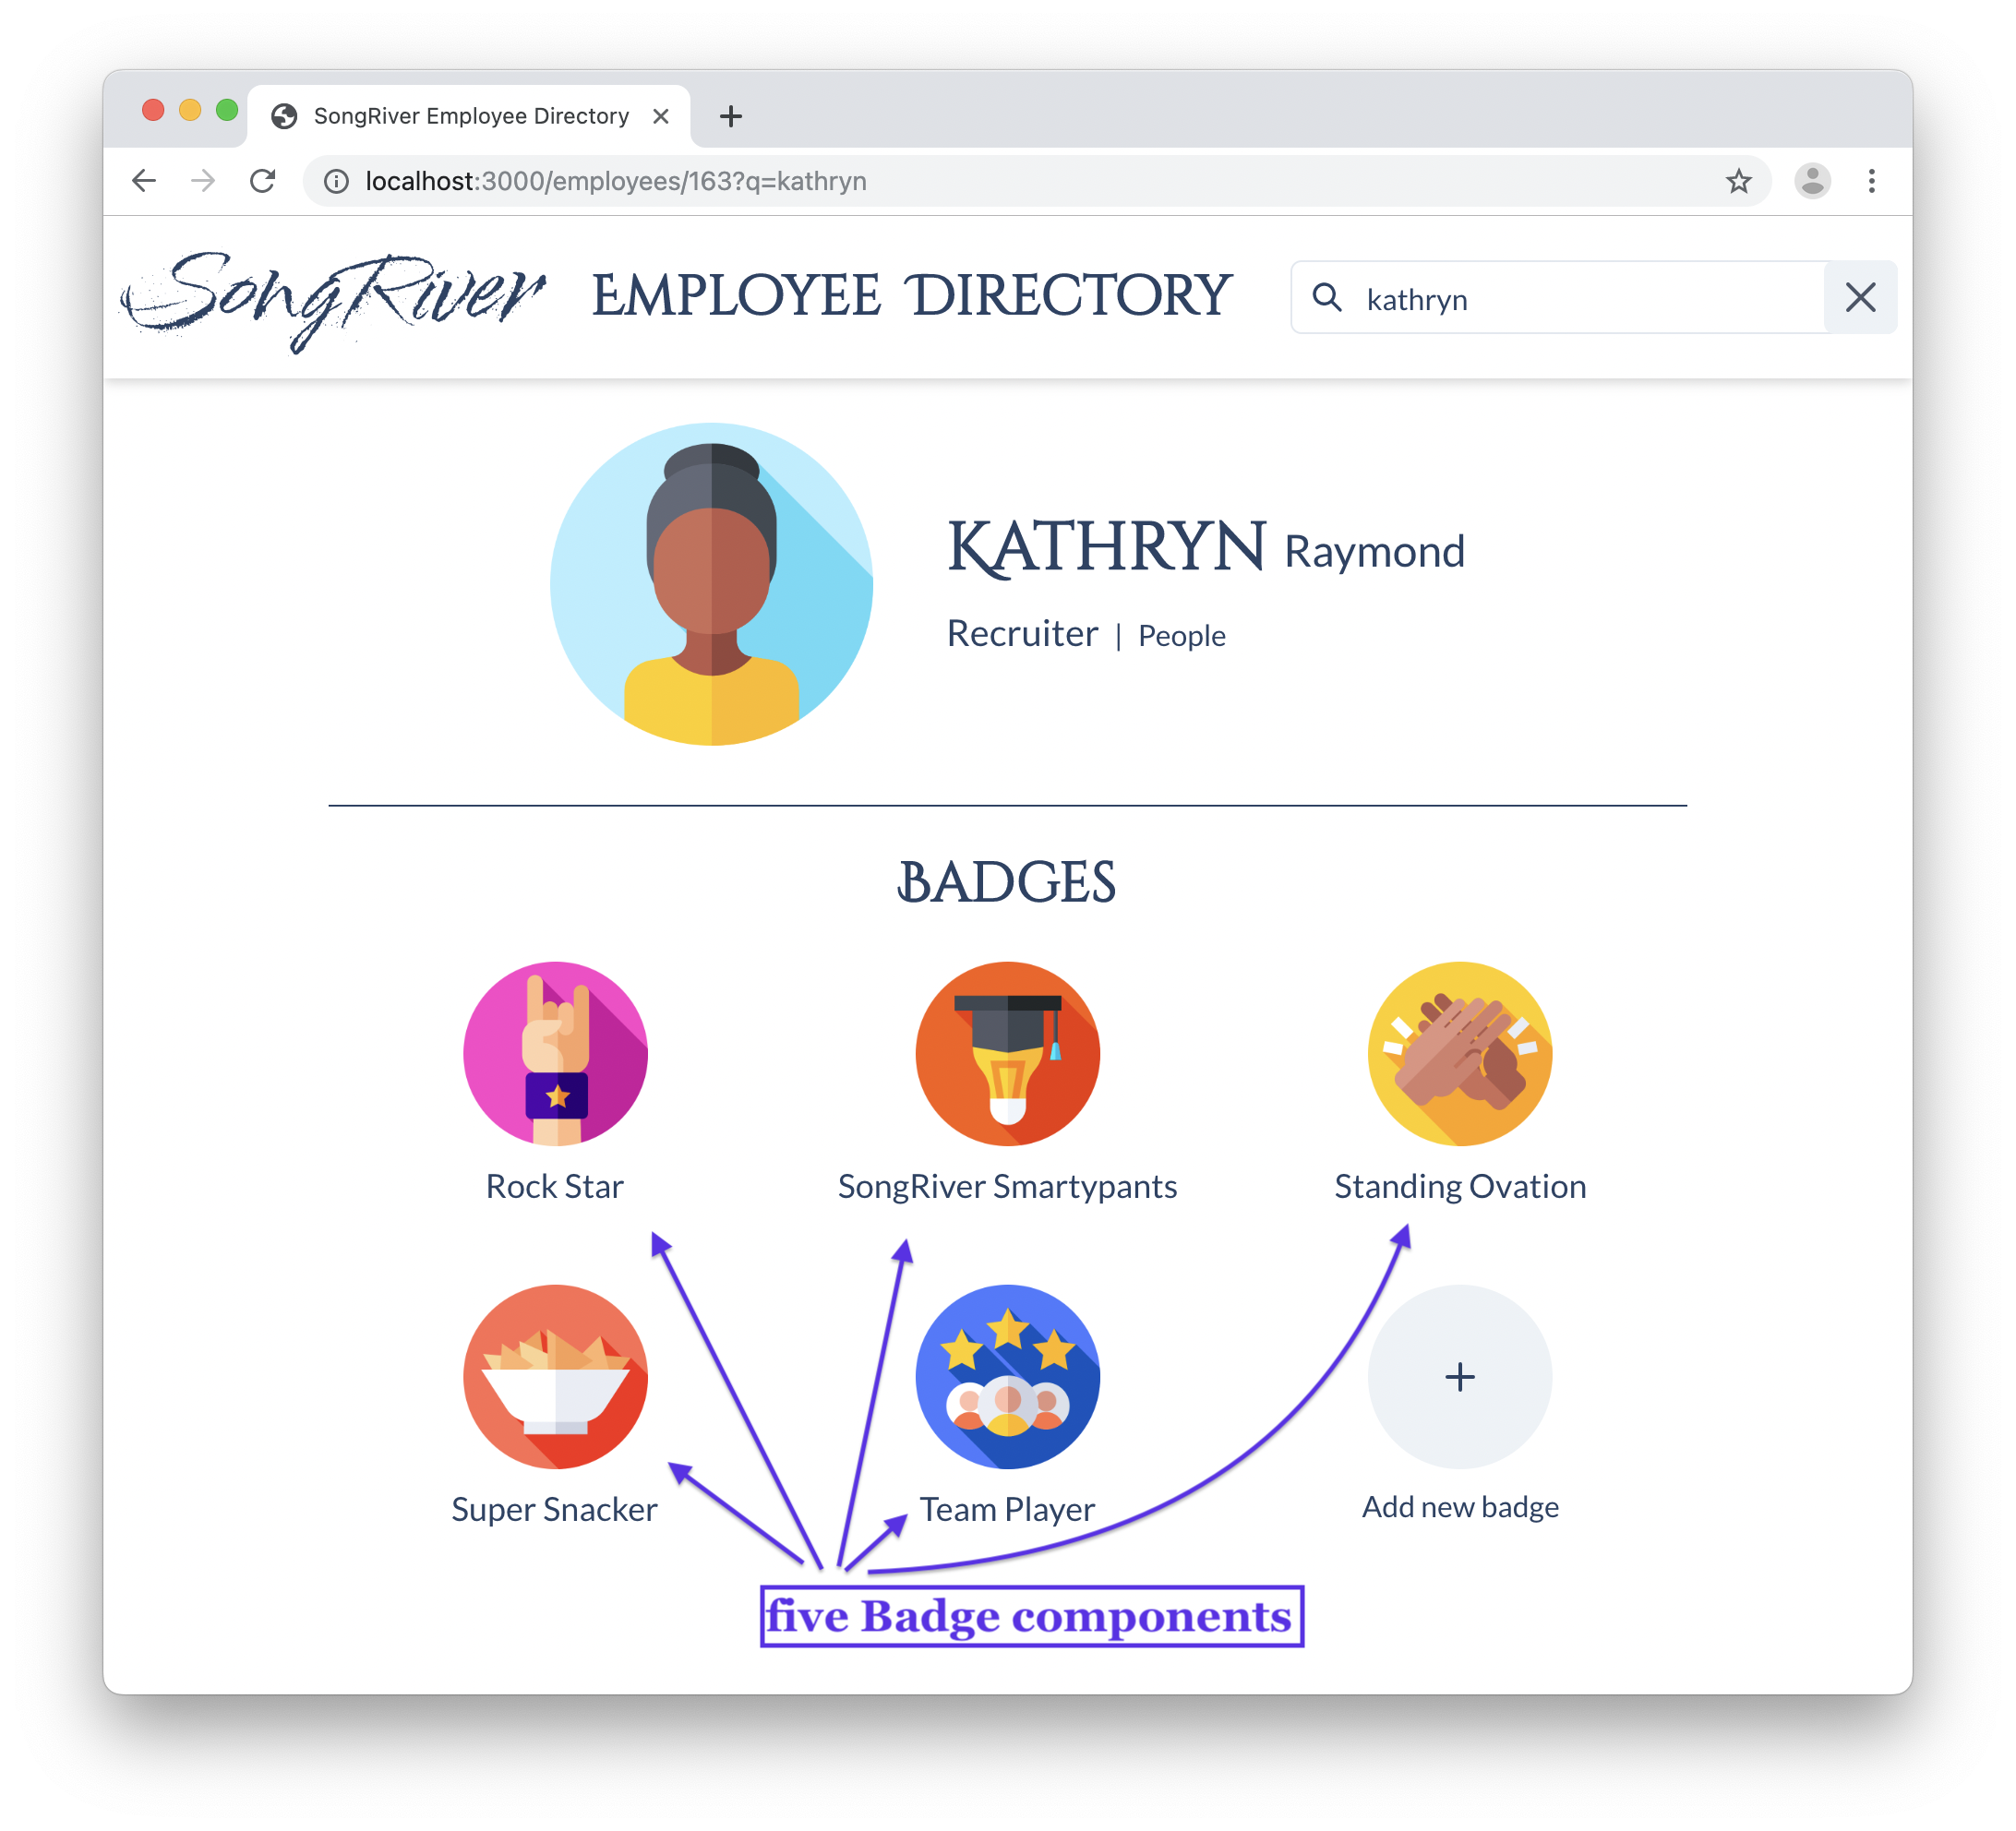 SongRiver Employee Directory
localhost:3000/employees/163?q=kathryn
SongRiver EMPLOYEE DIRECTORY kathryn
KATHRYN Raymond
Recruiter | People
BADGES
Rock Star SongRiver Smartypants Standing Ovation
Super Snacker Team Player Add new badge
five Badge components